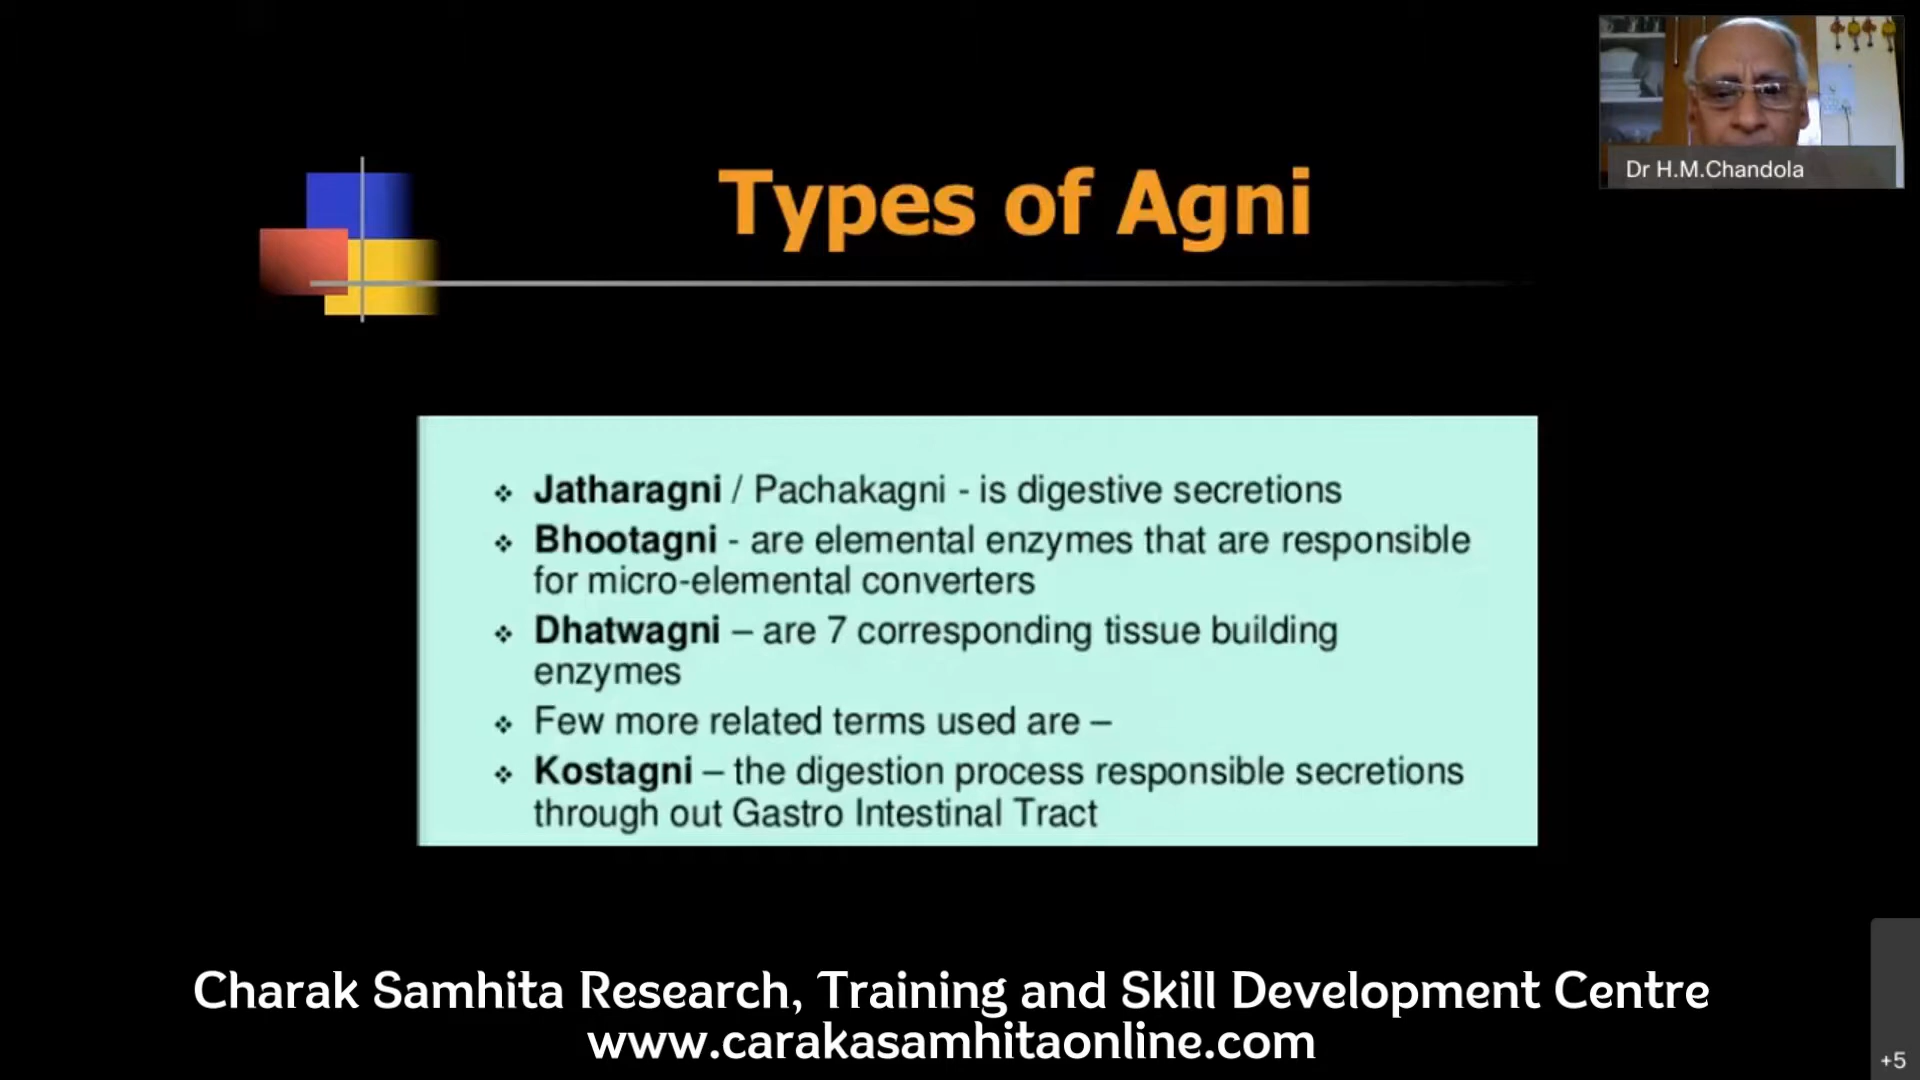 Dr H.M.Chandola
Types of Agni
❖ Jatharagni / Pachakagni - is digestive secretions
❖ Bhootagni - are elemental enzymes that are responsible
for micro-elemental converters
❖ Dhatwagni – are 7 corresponding tissue building
enzymes
❖ Few more related terms used are –
❖ Kostagni – the digestion process responsible secretions
through out Gastro Intestinal Tract
Charak Samhita Research, Training and Skill Development Centre
www.carakasamhitaonline.com
+5